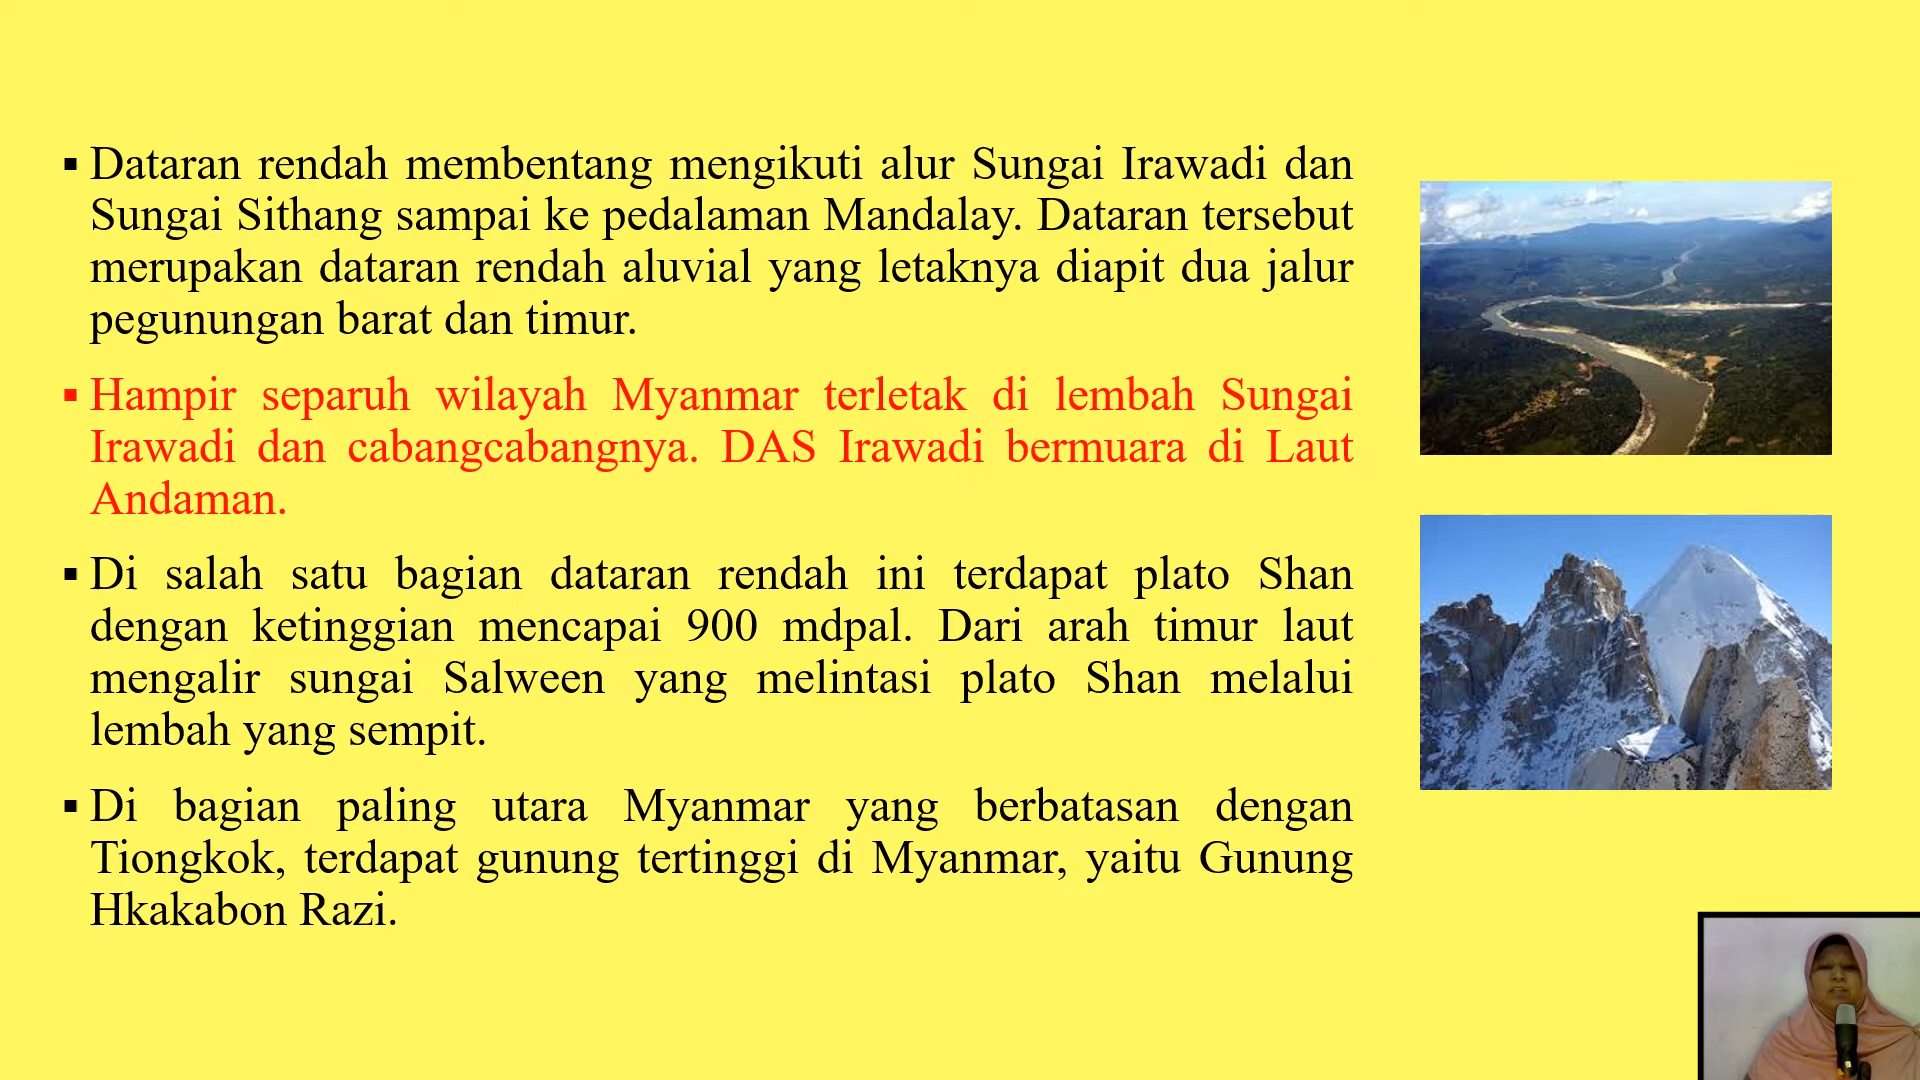 ▪ Dataran rendah membentang mengikuti alur Sungai Irawadi dan
Sungai Sithang sampai ke pedalaman Mandalay. Dataran tersebut
merupakan dataran rendah aluvial yang letaknya diapit dua jalur
pegunungan barat dan timur.
▪ Hampir separuh wilayah Myanmar terletak di lembah Sungai
Irawadi dan cabangcabangnya. DAS Irawadi bermuara di Laut
Andaman.
▪ Di salah satu bagian dataran rendah ini terdapat plato Shan
dengan ketinggian mencapai 900 mdpal. Dari arah timur laut
mengalir sungai Salween yang melintasi plato Shan melalui
lembah yang sempit.
▪ Di bagian paling utara Myanmar yang berbatasan dengan
Tiongkok, terdapat gunung tertinggi di Myanmar, yaitu Gunung
Hkakabon Razi.